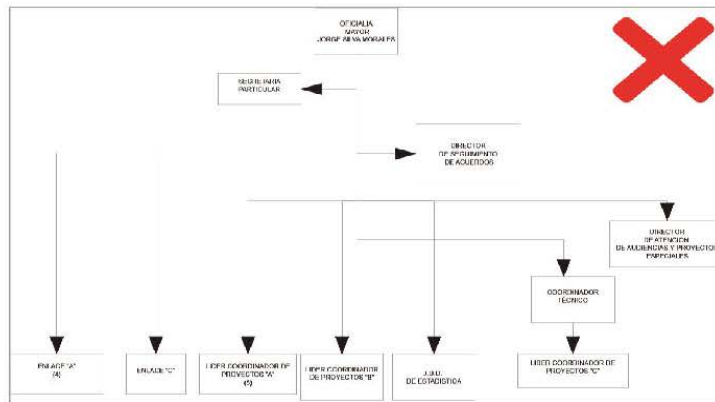 OFICIALIA
MAYOR
JORGE SILVA MORALES
SECRETARIA
PARTICULAR
DIRECTOR
DE SEGUIMIENTO
DE ACUERDOS
DIRECTOR
DE ATENCION
DE AUDIENCIAS Y PROYECTOS
ESPECIALES
COORDINADOR
TÉCNICO
ENLACE "A"
(4)
ENLACE "C"
LIDER COORDINADOR DE
PROYECTOS "A"
(5)
LIDER COORDINADOR
DE PROYECTOS "B"
J.U.D.
DE ESTADISTICA
LIDER COORDINADOR DE
PROYECTOS "C"